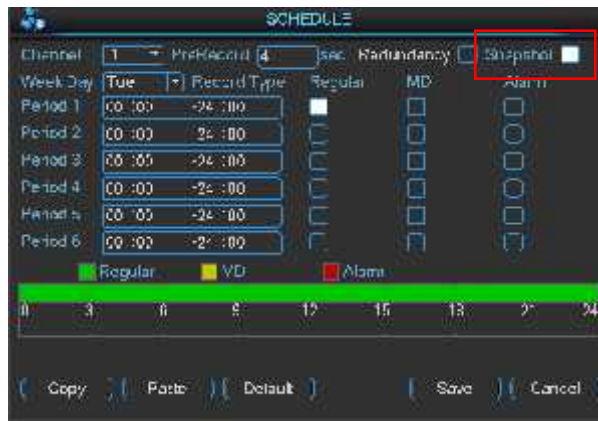 SCHEDULE
Channel 1 PreRecord 4 sec. Redundancy Snapshot
Week Day Tue Record Type Regular MD Alarm
Period 1 00:00 -24:00
Period 2 00:00 -24:00
Period 3 00:00 -24:00
Period 4 00:00 -24:00
Period 5 00:00 -24:00
Period 6 00:00 -24:00
Regular MD Alarm
0 3 6 9 12 15 18 21 24
Copy Paste Default Save Cancel